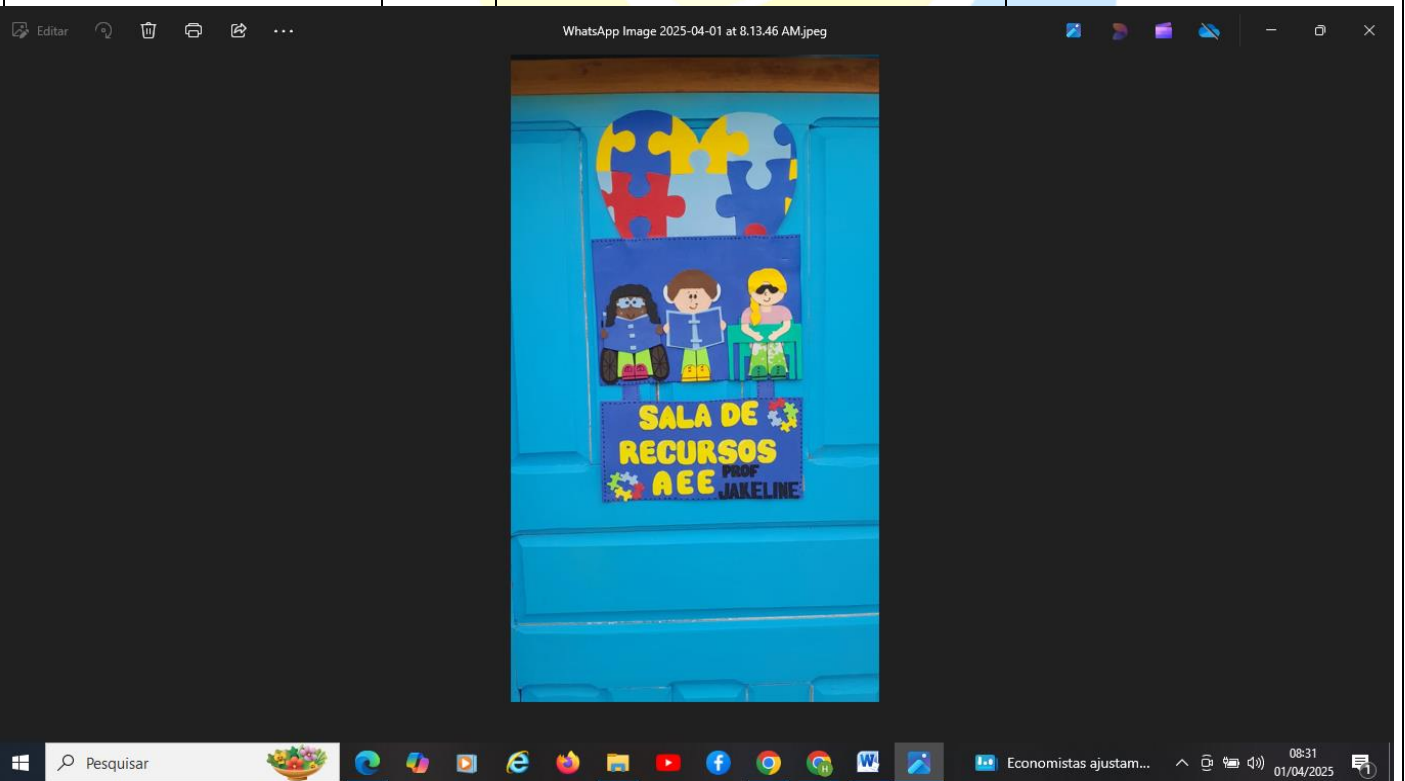 Editar
WhatsApp Image 2025-04-01 at 8.13.46 AM.jpeg
SALA DE
RECURSOS
AEE PROF
JAKELINE
Pesquisar
Economistas ajustam...
08:31
01/04/2025
1